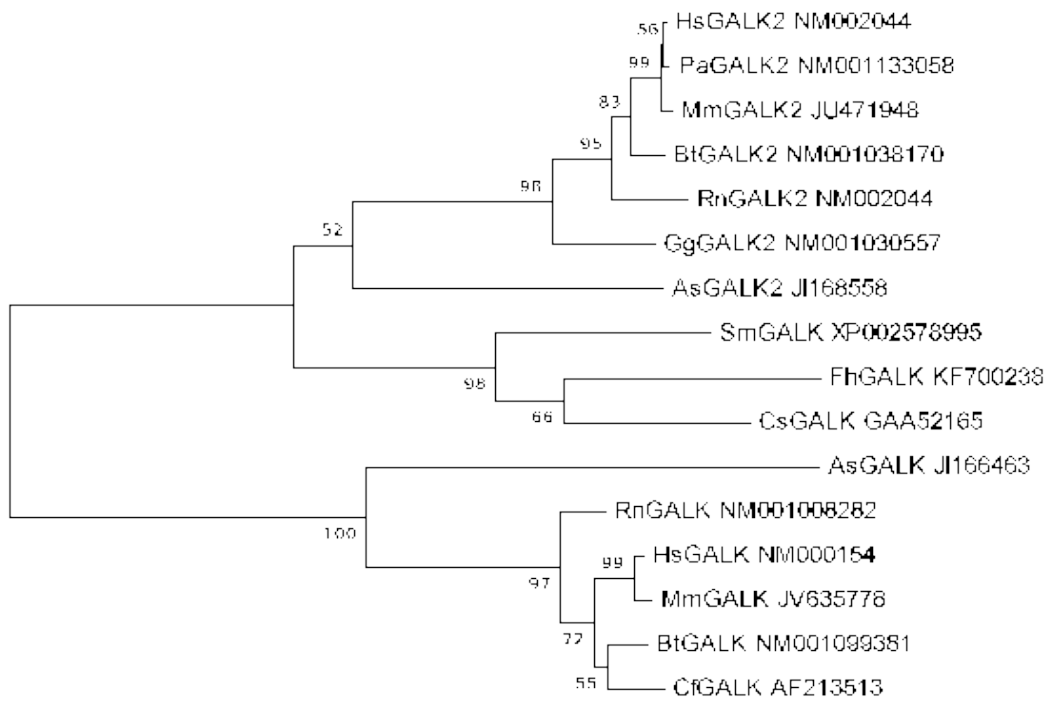 HsGALK2 NM002044
56
PaGALK2 NM001133058
99
MmGALK2 JU471948
83
BtGALK2 NM001038170
95
RnGALK2 NM002044
98
GgGALK2 NM001030557
52
AsGALK2 JI168558
SmGALK XP002578995
FhGALK KF700238
98
66
CsGALK GAA52165
AsGALK JI166463
RnGALK NM001008282
100
HsGALK NM000154
99
97
MmGALK JV635778
72
BtGALK NM001099381
55
CfGALK AF213513